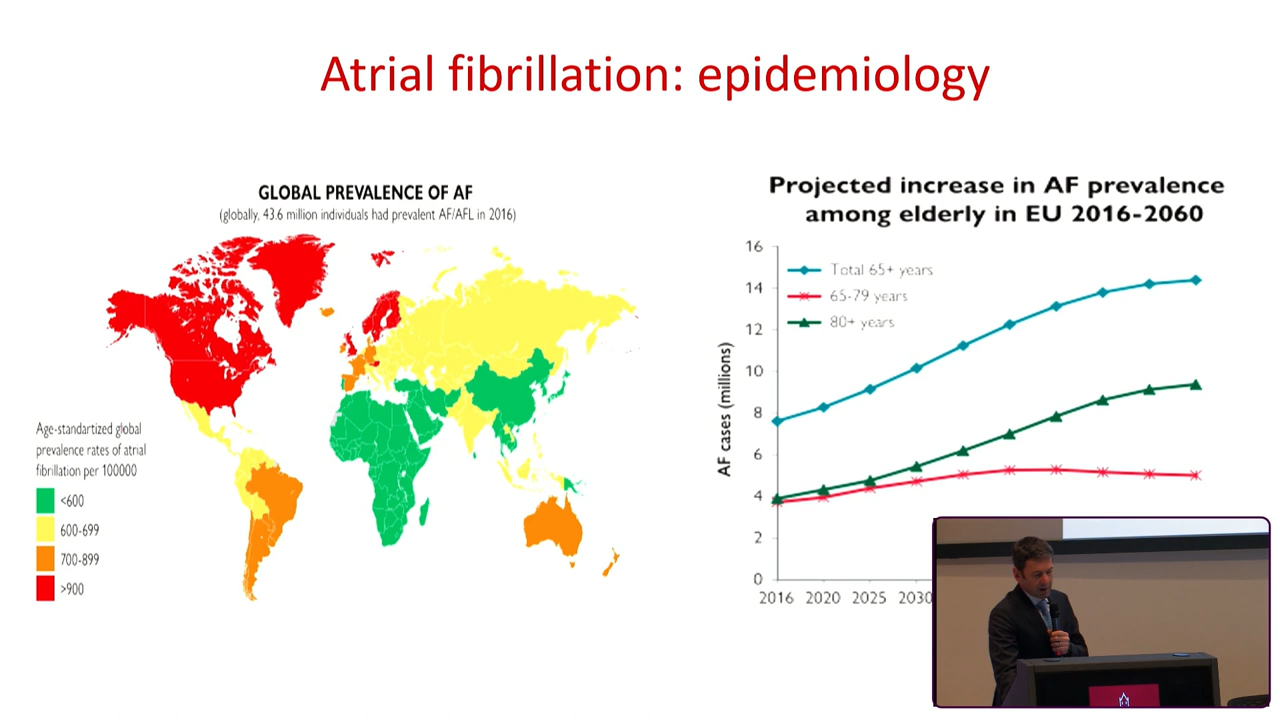 Atrial fibrillation: epidemiology
GLOBAL PREVALENCE OF AF
(globally, 43.6 million individuals had prevalent AF/AFL in 2016)
Age-standartized global
prevalence rates of atrial
fibrillation per 100000
<600
600-699
700-899
>900
Projected increase in AF prevalence
among elderly in EU 2016-2060
AF cases (millions)
16
14
12
10
8
6
4
2
0
Total 65+ years
65-79 years
80+ years
2016 2020 2025 2030